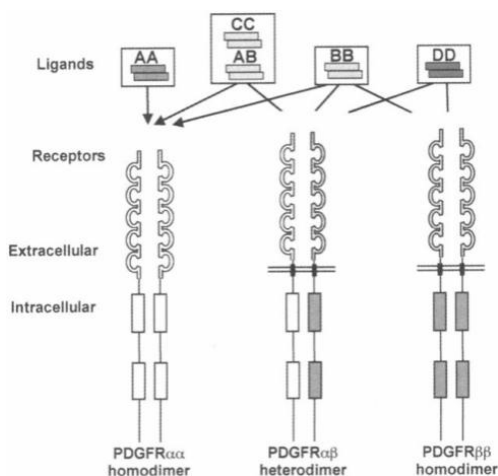 CC
Ligands AA AB BB DD
Receptors
Extracellular
Intracellular
PDGFRαα PDGFRαβ PDGFRββ
homodimer heterodimer homodimer